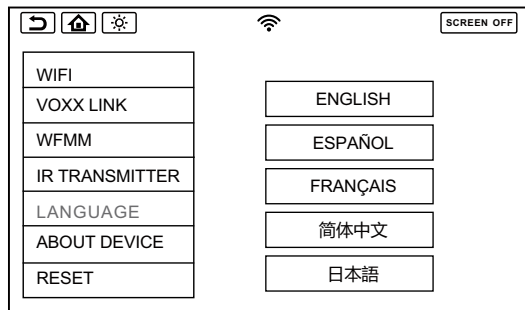 SCREEN OFF
WIFI
VOXX LINK
WFMM
IR TRANSMITTER
LANGUAGE
ABOUT DEVICE
RESET
ENGLISH
ESPAÑOL
FRANÇAIS
简体中文
日本語